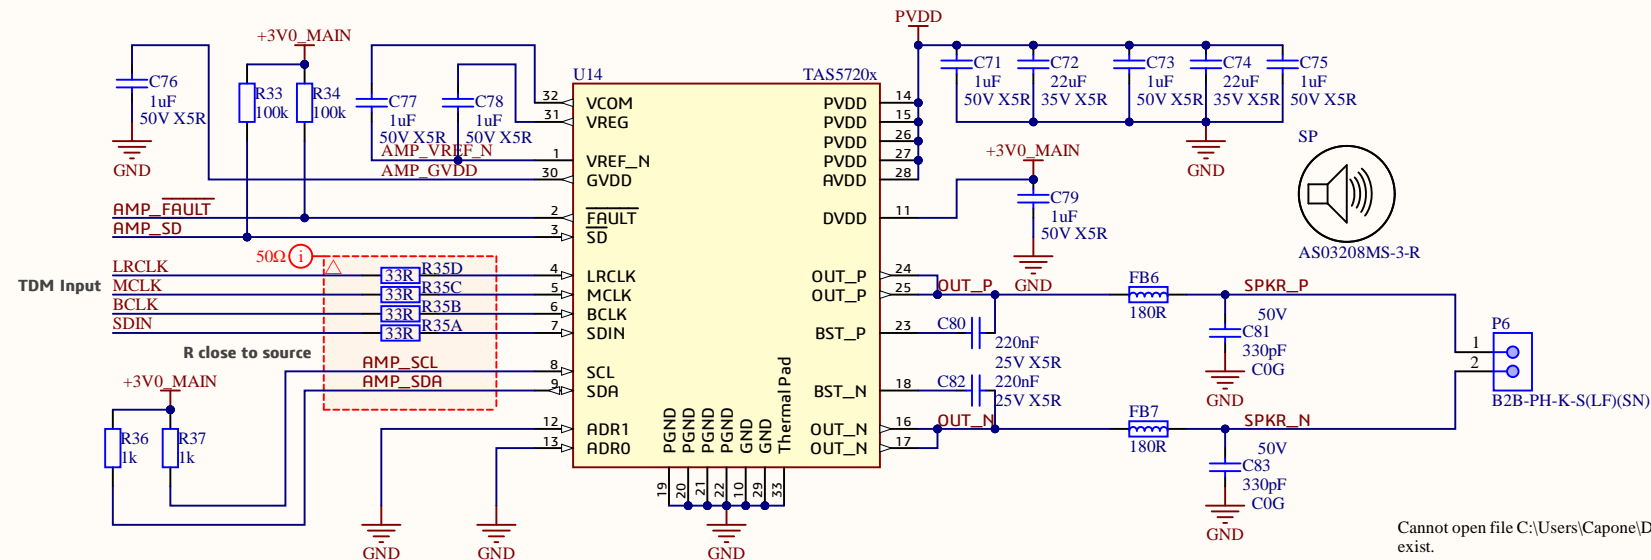 PVDD
+3V0_MAIN
C76
1uF
50V X5R
GND
R33
100k
R34
100k
C77
1uF
50V X5R
C78
1uF
50V X5R
AMP_VREF_N
AMP_GVDD
AMP_FAULT
AMP_SD
50Ω i
TDM Input
LRCLK
MCLK
BCLK
SDIN
33R R35D
33R R35C
33R R35B
33R R35A
R close to source
AMP_SCL
AMP_SDA
+3V0_MAIN
R36
1k
R37
1k
GND
GND
U14
TAS5720x
32 VCOM
31 VREG
1 VREF_N
30 GVDD
2 FAULT
3 SD
4 LRCLK
5 MCLK
6 BCLK
7 SDIN
8 SCL
9 SDA
12 ADR1
13 ADR0
PVDD 14
PVDD 15
PVDD 26
PVDD 27
AVDD 28
DVDD 11
OUT_P 24
OUT_P 25
BST_P 23
BST_N 18
OUT_N 16
OUT_N 17
PGND 19
PGND 20
PGND 21
PGND 22
GND 10
GND 29
Thermal Pad 33
GND
C71
1uF
50V X5R
C72
22uF
35V X5R
C73
1uF
50V X5R
C74
22uF
35V X5R
C75
1uF
50V X5R
GND
+3V0_MAIN
C79
1uF
50V X5R
GND
SP
AS03208MS-3-R
OUT_P
C80
220nF
25V X5R
C82
220nF
25V X5R
OUT_N
FB6
180R
SPKR_P
50V
C81
330pF
C0G
GND
FB7
180R
SPKR_N
50V
C83
330pF
C0G
GND
P6
1
2
B2B-PH-K-S(LF)(SN)
Cannot open file C:\Users\Capone\D
exist.